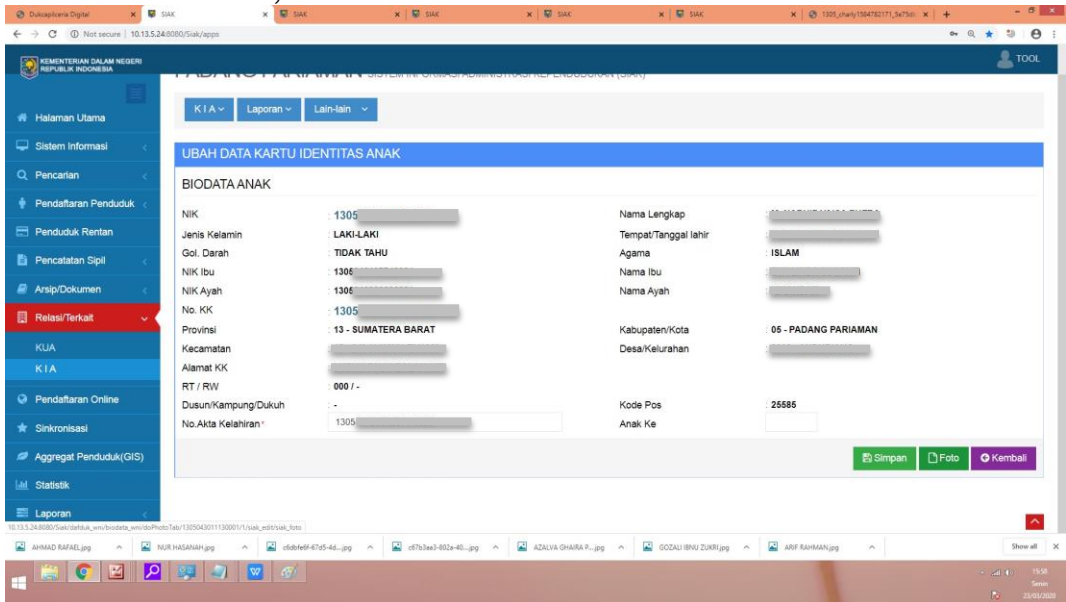 Dukcapilceria Digital
SIAK
SIAK
SIAK
SIAK
SIAK
Not secure | 10.13.5.24:8080/Siak/apps
KEMENTERIAN DALAM NEGERI
REPUBLIK INDONESIA
TOOL
PADANG PARIAMAN SISTEM INFORMASI ADMINISTRASI KEPENDUDUKAN (SIAK)
K I A
Laporan
Lain-lain
Halaman Utama
Sistem Informasi
Pencarian
Pendaftaran Penduduk
Penduduk Rentan
Pencatatan Sipil
Arsip/Dokumen
Relasi/Terkait
KUA
K I A
Pendaftaran Online
Sinkronisasi
Aggregat Penduduk(GIS)
Statistik
Laporan
UBAH DATA KARTU IDENTITAS ANAK
BIODATA ANAK
NIK : 1305
Nama Lengkap :
Jenis Kelamin : LAKI-LAKI
Tempat/Tanggal lahir :
Gol. Darah : TIDAK TAHU
Agama : ISLAM
NIK Ibu : 1305
Nama Ibu :
NIK Ayah : 1305
Nama Ayah :
No. KK : 1305
Provinsi : 13 - SUMATERA BARAT
Kabupaten/Kota : 05 - PADANG PARIAMAN
Kecamatan :
Desa/Kelurahan :
Alamat KK :
RT / RW : 000 / -
Dusun/Kampung/Dukuh : -
Kode Pos : 25585
No.Akta Kelahiran* 1305
Anak Ke
Simpan
Foto
Kembali
AHMAD RAFAEL.jpg
NUR HASANAH.jpg
AZALVA GHAIRA P....jpg
GOZALI IBNU ZUKRI.jpg
ARIF RAHMAN.jpg
Show all
15:58
Senin
23/03/2020